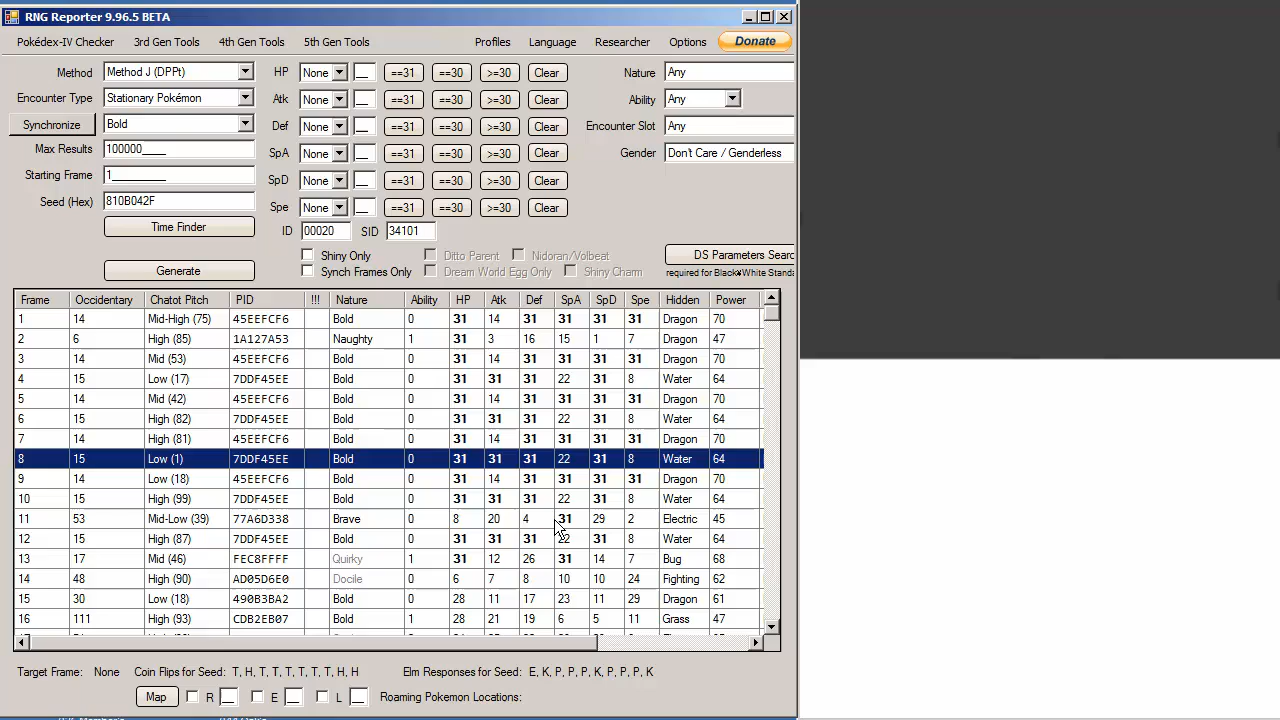 RNG Reporter 9.96.5 BETA
Pokédex-IV Checker 3rd Gen Tools 4th Gen Tools 5th Gen Tools Profiles Language Researcher Options Donate
Method Method J (DPPt) HP None __ ==31 ==30 >=30 Clear Nature Any
Encounter Type Stationary Pokémon Atk None __ ==31 ==30 >=30 Clear Ability Any
Synchronize Bold Def None __ ==31 ==30 >=30 Clear Encounter Slot Any
Max Results 100000____ SpA None __ ==31 ==30 >=30 Clear Gender Don't Care / Genderless
Starting Frame 1_________ SpD None __ ==31 ==30 >=30 Clear
Seed (Hex) 810B042F Spe None __ ==31 ==30 >=30 Clear
Time Finder ID 00020 SID 34101
Shiny Only Ditto Parent Nidoran/Volbeat DS Parameters Searc
Generate Synch Frames Only Dream World Egg Only Shiny Charm required for Black White Standa
Frame Occidentary Chatot Pitch PID !!! Nature Ability HP Atk Def SpA SpD Spe Hidden Power
1 14 Mid-High (75) 45EEFCF6 Bold 0 31 14 31 31 31 31 Dragon 70
2 6 High (85) 1A127A53 Naughty 1 31 3 16 15 1 7 Dragon 47
3 14 Mid (53) 45EEFCF6 Bold 0 31 14 31 31 31 31 Dragon 70
4 15 Low (17) 7DDF45EE Bold 0 31 31 31 22 31 8 Water 64
5 14 Mid (42) 45EEFCF6 Bold 0 31 14 31 31 31 31 Dragon 70
6 15 High (82) 7DDF45EE Bold 0 31 31 31 22 31 8 Water 64
7 14 High (81) 45EEFCF6 Bold 0 31 14 31 31 31 31 Dragon 70
8 15 Low (1) 7DDF45EE Bold 0 31 31 31 22 31 8 Water 64
9 14 Low (18) 45EEFCF6 Bold 0 31 14 31 31 31 31 Dragon 70
10 15 High (99) 7DDF45EE Bold 0 31 31 31 22 31 8 Water 64
11 53 Mid-Low (39) 77A6D338 Brave 0 8 20 4 31 29 2 Electric 45
12 15 High (87) 7DDF45EE Bold 0 31 31 31 22 31 8 Water 64
13 17 Mid (46) FEC8FFFF Quirky 1 31 12 26 31 14 7 Bug 68
14 48 High (90) AD05D6E0 Docile 0 6 7 8 10 10 24 Fighting 62
15 30 Low (18) 490B3BA2 Bold 0 28 11 17 23 11 29 Dragon 61
16 111 High (93) CDB2EB07 Bold 1 28 21 19 6 5 11 Grass 47
Target Frame: None Coin Flips for Seed: T, H, T, T, T, T, T, T, H, H Elm Responses for Seed: E, K, P, P, P, K, P, P, P, K
Map R __ E __ L __ Roaming Pokemon Locations: